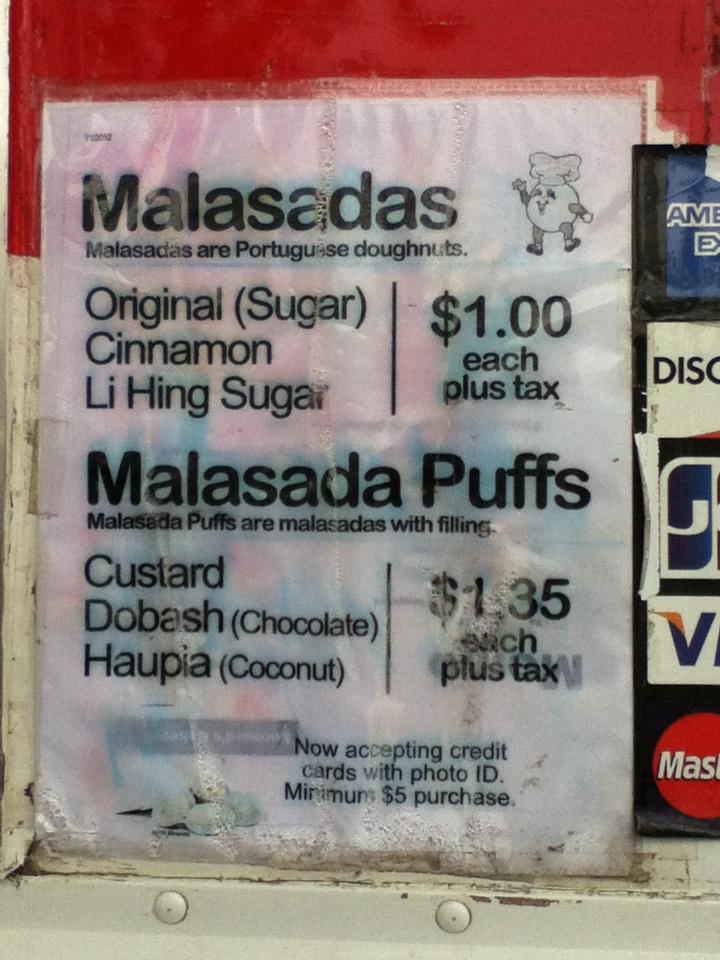 Malasadas
Malasadas are Portuguese doughnuts.
Original (Sugar)
Cinnamon
Li Hing Sugar
$1.00
each
plus tax
Malasada Puffs
Malasada Puffs are malasadas with filling.
Custard
Dobash (Chocolate)
Haupia (Coconut)
$1.35
each
plus tax
Now accepting credit
cards with photo ID.
Minimum $5 purchase.
AME
EX
DISC
VI
Mast